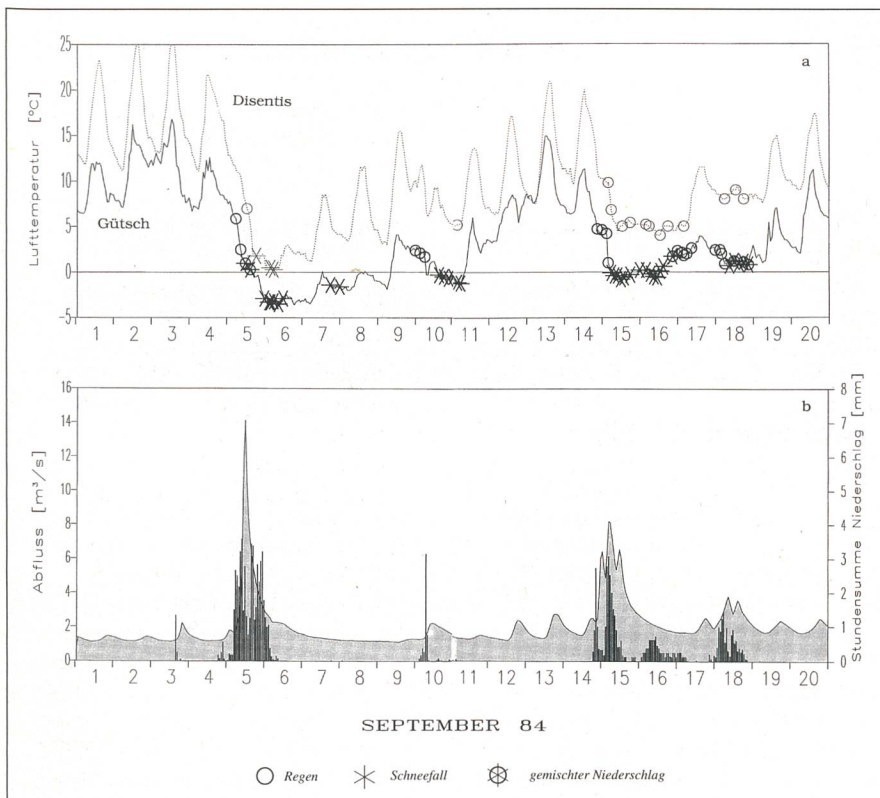 a
Lufttemperatur [°C]
25
20
15
10
5
0
-5
Disentis
Gütsch
1 2 3 4 5 6 7 8 9 10 11 12 13 14 15 16 17 18 19 20
b
Abfluss [m³/s]
16
14
12
10
8
6
4
2
0
Stundensumme Niederschlag [mm]
8
7
6
5
4
3
2
1
0
1 2 3 4 5 6 7 8 9 10 11 12 13 14 15 16 17 18 19 20
SEPTEMBER 84
Regen Schneefall gemischter Niederschlag